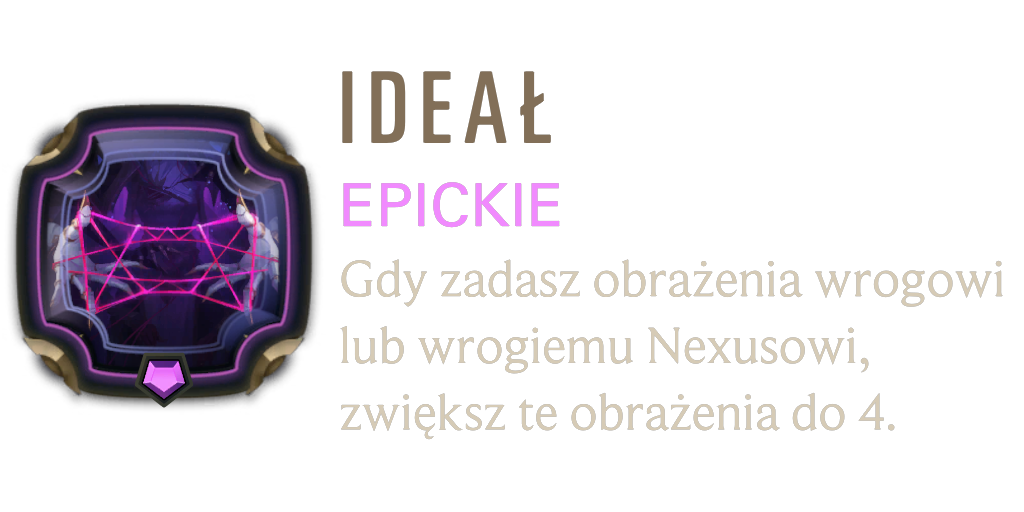 IDEAŁ
EPICKIE
Gdy zadasz obrażenia wrogowi
lub wrogiemu Nexusowi,
zwiększ te obrażenia do 4.